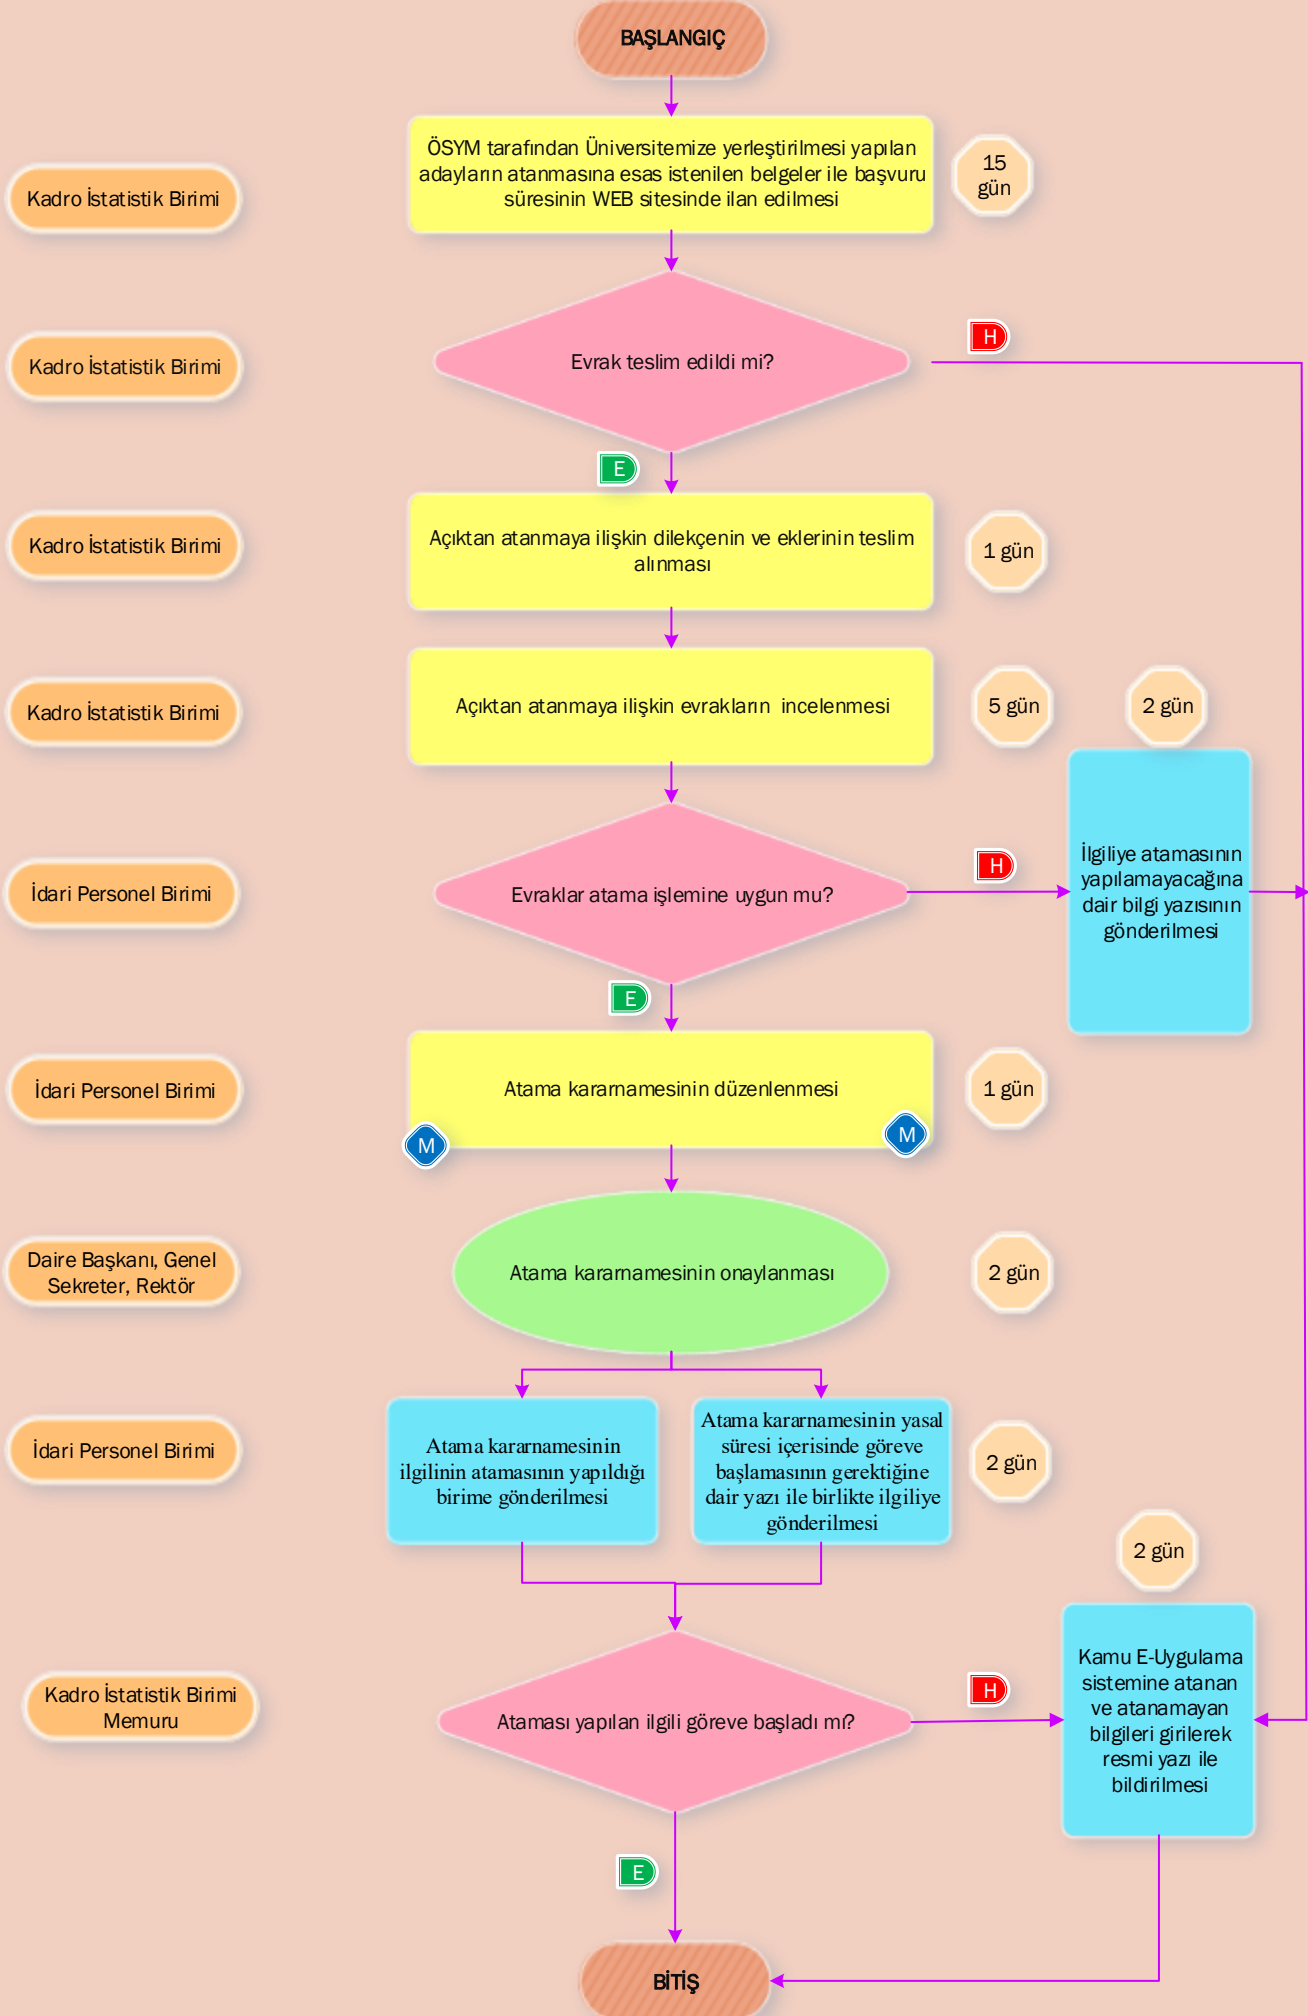 BAŞLANGIÇ
Kadro İstatistik Birimi
ÖSYM tarafından Üniversitemize yerleştirilmesi yapılan
adayların atanmasına esas istenilen belgeler ile başvuru
süresinin WEB sitesinde ilan edilmesi
15
gün
Kadro İstatistik Birimi
Evrak teslim edildi mi?
H
E
Kadro İstatistik Birimi
Açıktan atanmaya ilişkin dilekçenin ve eklerinin teslim
alınması
1 gün
Kadro İstatistik Birimi
Açıktan atanmaya ilişkin evrakların  incelenmesi
5 gün
2 gün
İdari Personel Birimi
Evraklar atama işlemine uygun mu?
H
İlgiliye atamasının
yapılamayacağına
dair bilgi yazısının
gönderilmesi
E
İdari Personel Birimi
Atama kararnamesinin düzenlenmesi
1 gün
M
M
Daire Başkanı, Genel
Sekreter, Rektör
Atama kararnamesinin onaylanması
2 gün
İdari Personel Birimi
Atama kararnamesinin
ilgilinin atamasının yapıldığı
birime gönderilmesi
Atama kararnamesinin yasal
süresi içerisinde göreve
başlamasının gerektiğine
dair yazı ile birlikte ilgiliye
gönderilmesi
2 gün
2 gün
Kadro İstatistik Birimi
Memuru
Ataması yapılan ilgili göreve başladı mı?
H
Kamu E-Uygulama
sistemine atanan
ve atanamayan
bilgileri girilerek
resmi yazı ile
bildirilmesi
E
BİTİŞ